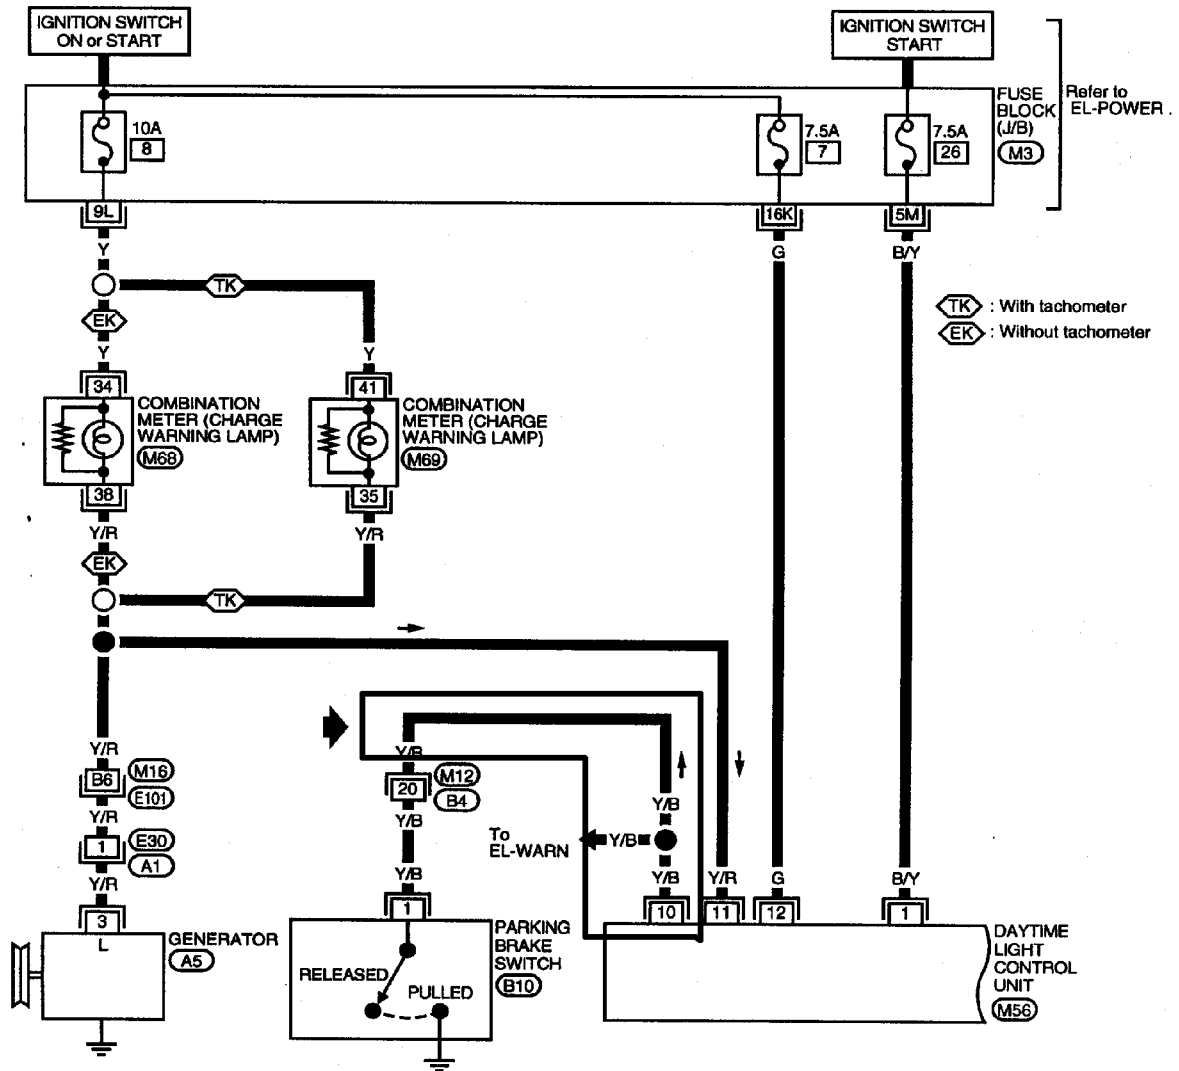 IGNITION SWITCH
ON or START
IGNITION SWITCH
START
10A
8
7.5A
7
7.5A
26
FUSE
BLOCK
(J/B)
M3
Refer to
EL-POWER .
9L
16K
5M
Y
G
B/Y
TK
EK
TK : With tachometer
EK : Without tachometer
Y
Y
34
41
COMBINATION
METER (CHARGE
WARNING LAMP)
M68
COMBINATION
METER (CHARGE
WARNING LAMP)
M69
38
35
Y/R
Y/R
EK
TK
Y/R
B6
M16
E101
Y/R
1
E30
A1
Y/R
3
L
GENERATOR
A5
Y/B
20
M12
B4
Y/B
Y/B
1
RELEASED
PULLED
PARKING
BRAKE
SWITCH
B10
Y/B
To
EL-WARN
Y/B
Y/B
Y/R
G
B/Y
10
11
12
1
DAYTIME
LIGHT
CONTROL
UNIT
M56